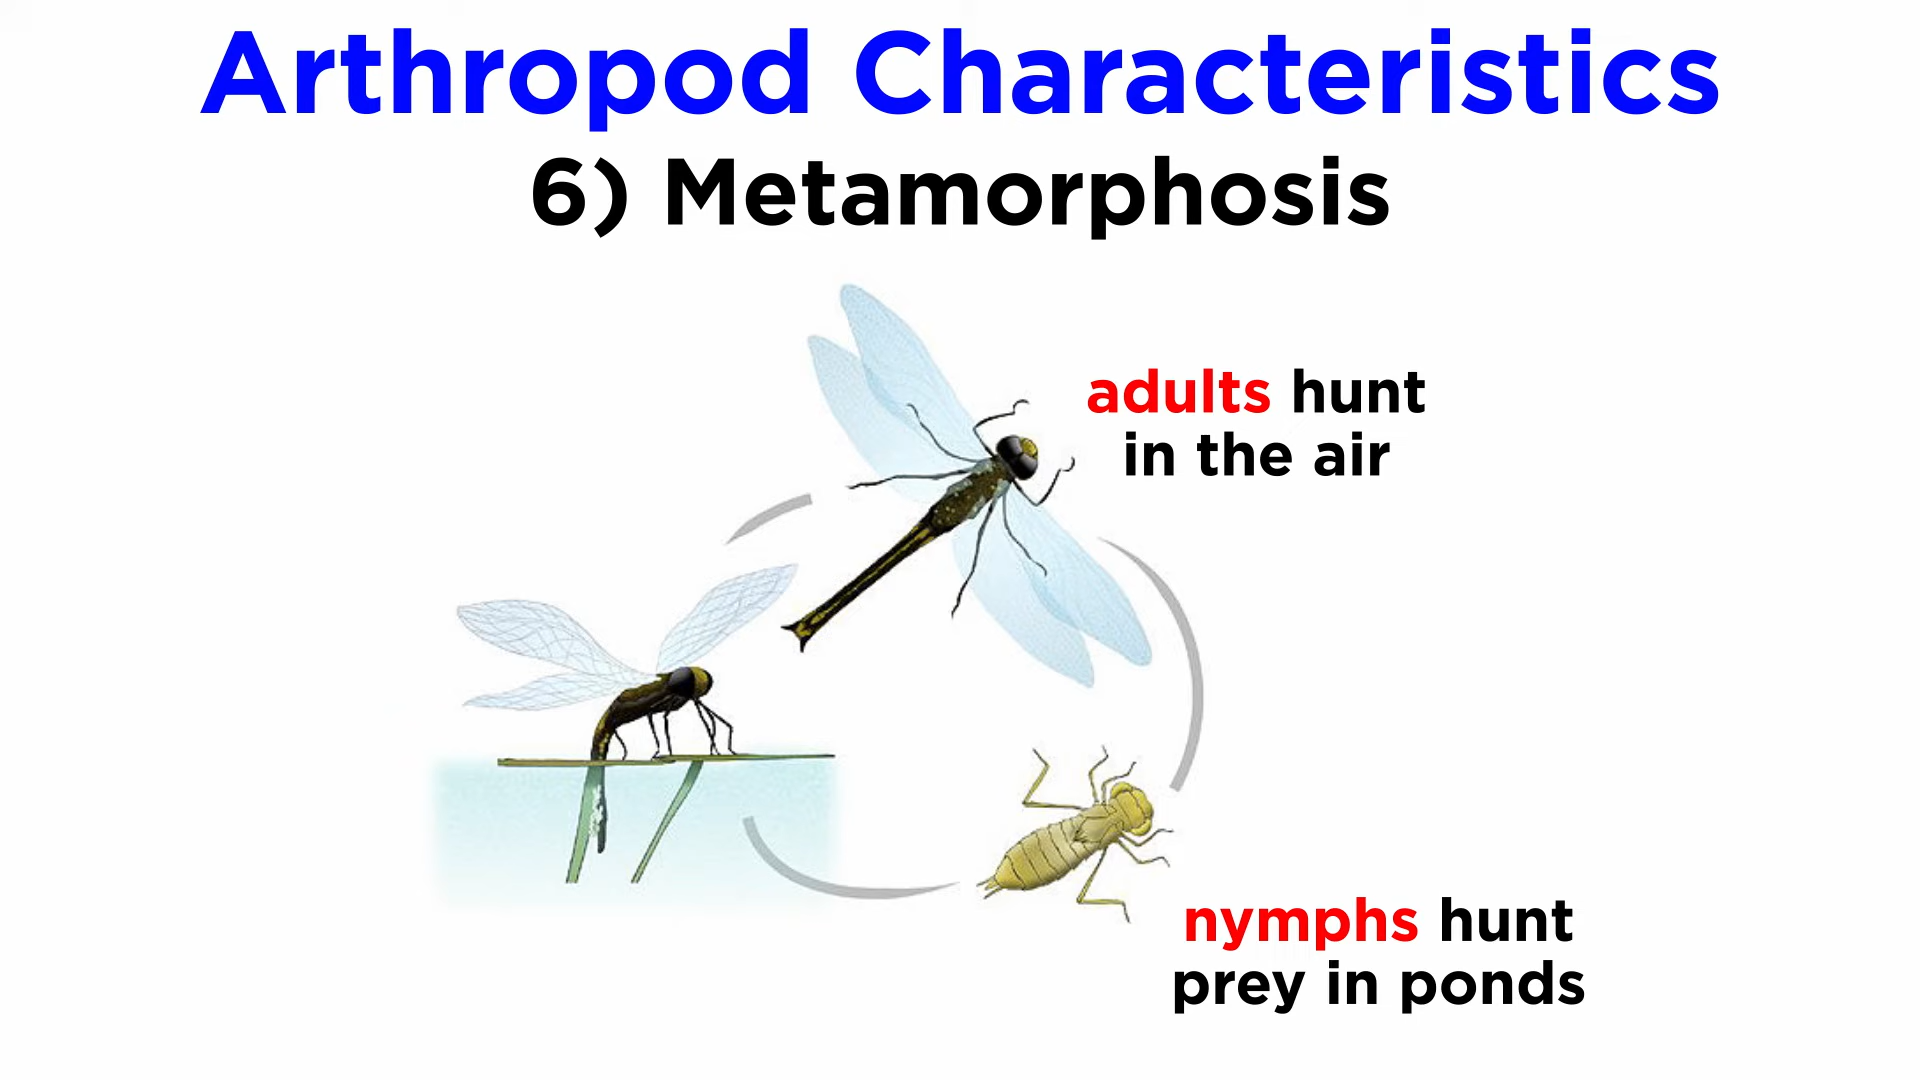 Arthropod Characteristics
6) Metamorphosis
adults hunt
in the air
nymphs hunt
prey in ponds